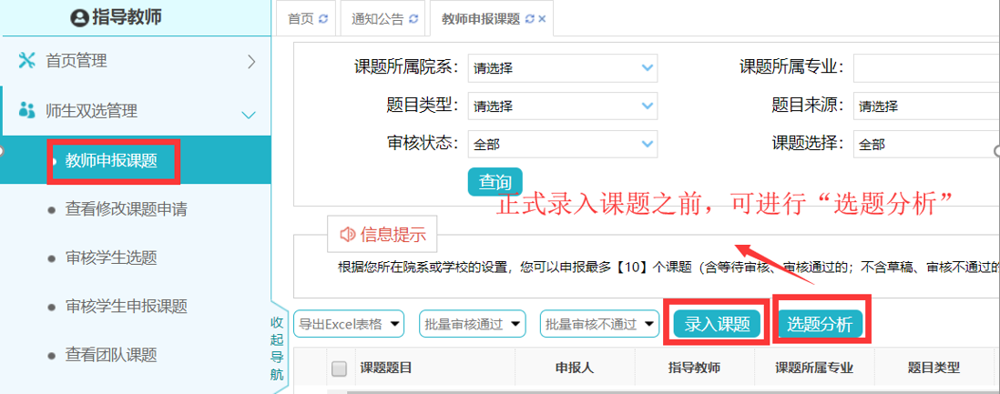 指导教师
首页管理
师生双选管理
教师申报课题
查看修改课题申请
审核学生选题
审核学生申报课题
查看团队课题
收起导航
首页 通知公告 教师申报课题
课题所属院系: 请选择 课题所属专业:
题目类型: 请选择 题目来源: 请选择
审核状态: 全部 课题选择: 全部
查询
正式录入课题之前，可进行“选题分析”
信息提示
根据您所在院系或学校的设置，您可以申报最多【10】个课题（含等待审核、审核通过的；不含草稿、审核不通过的
导出Excel表格 批量审核通过 批量审核不通过 录入课题 选题分析
课题题目 申报人 指导教师 课题所属专业 题目类型